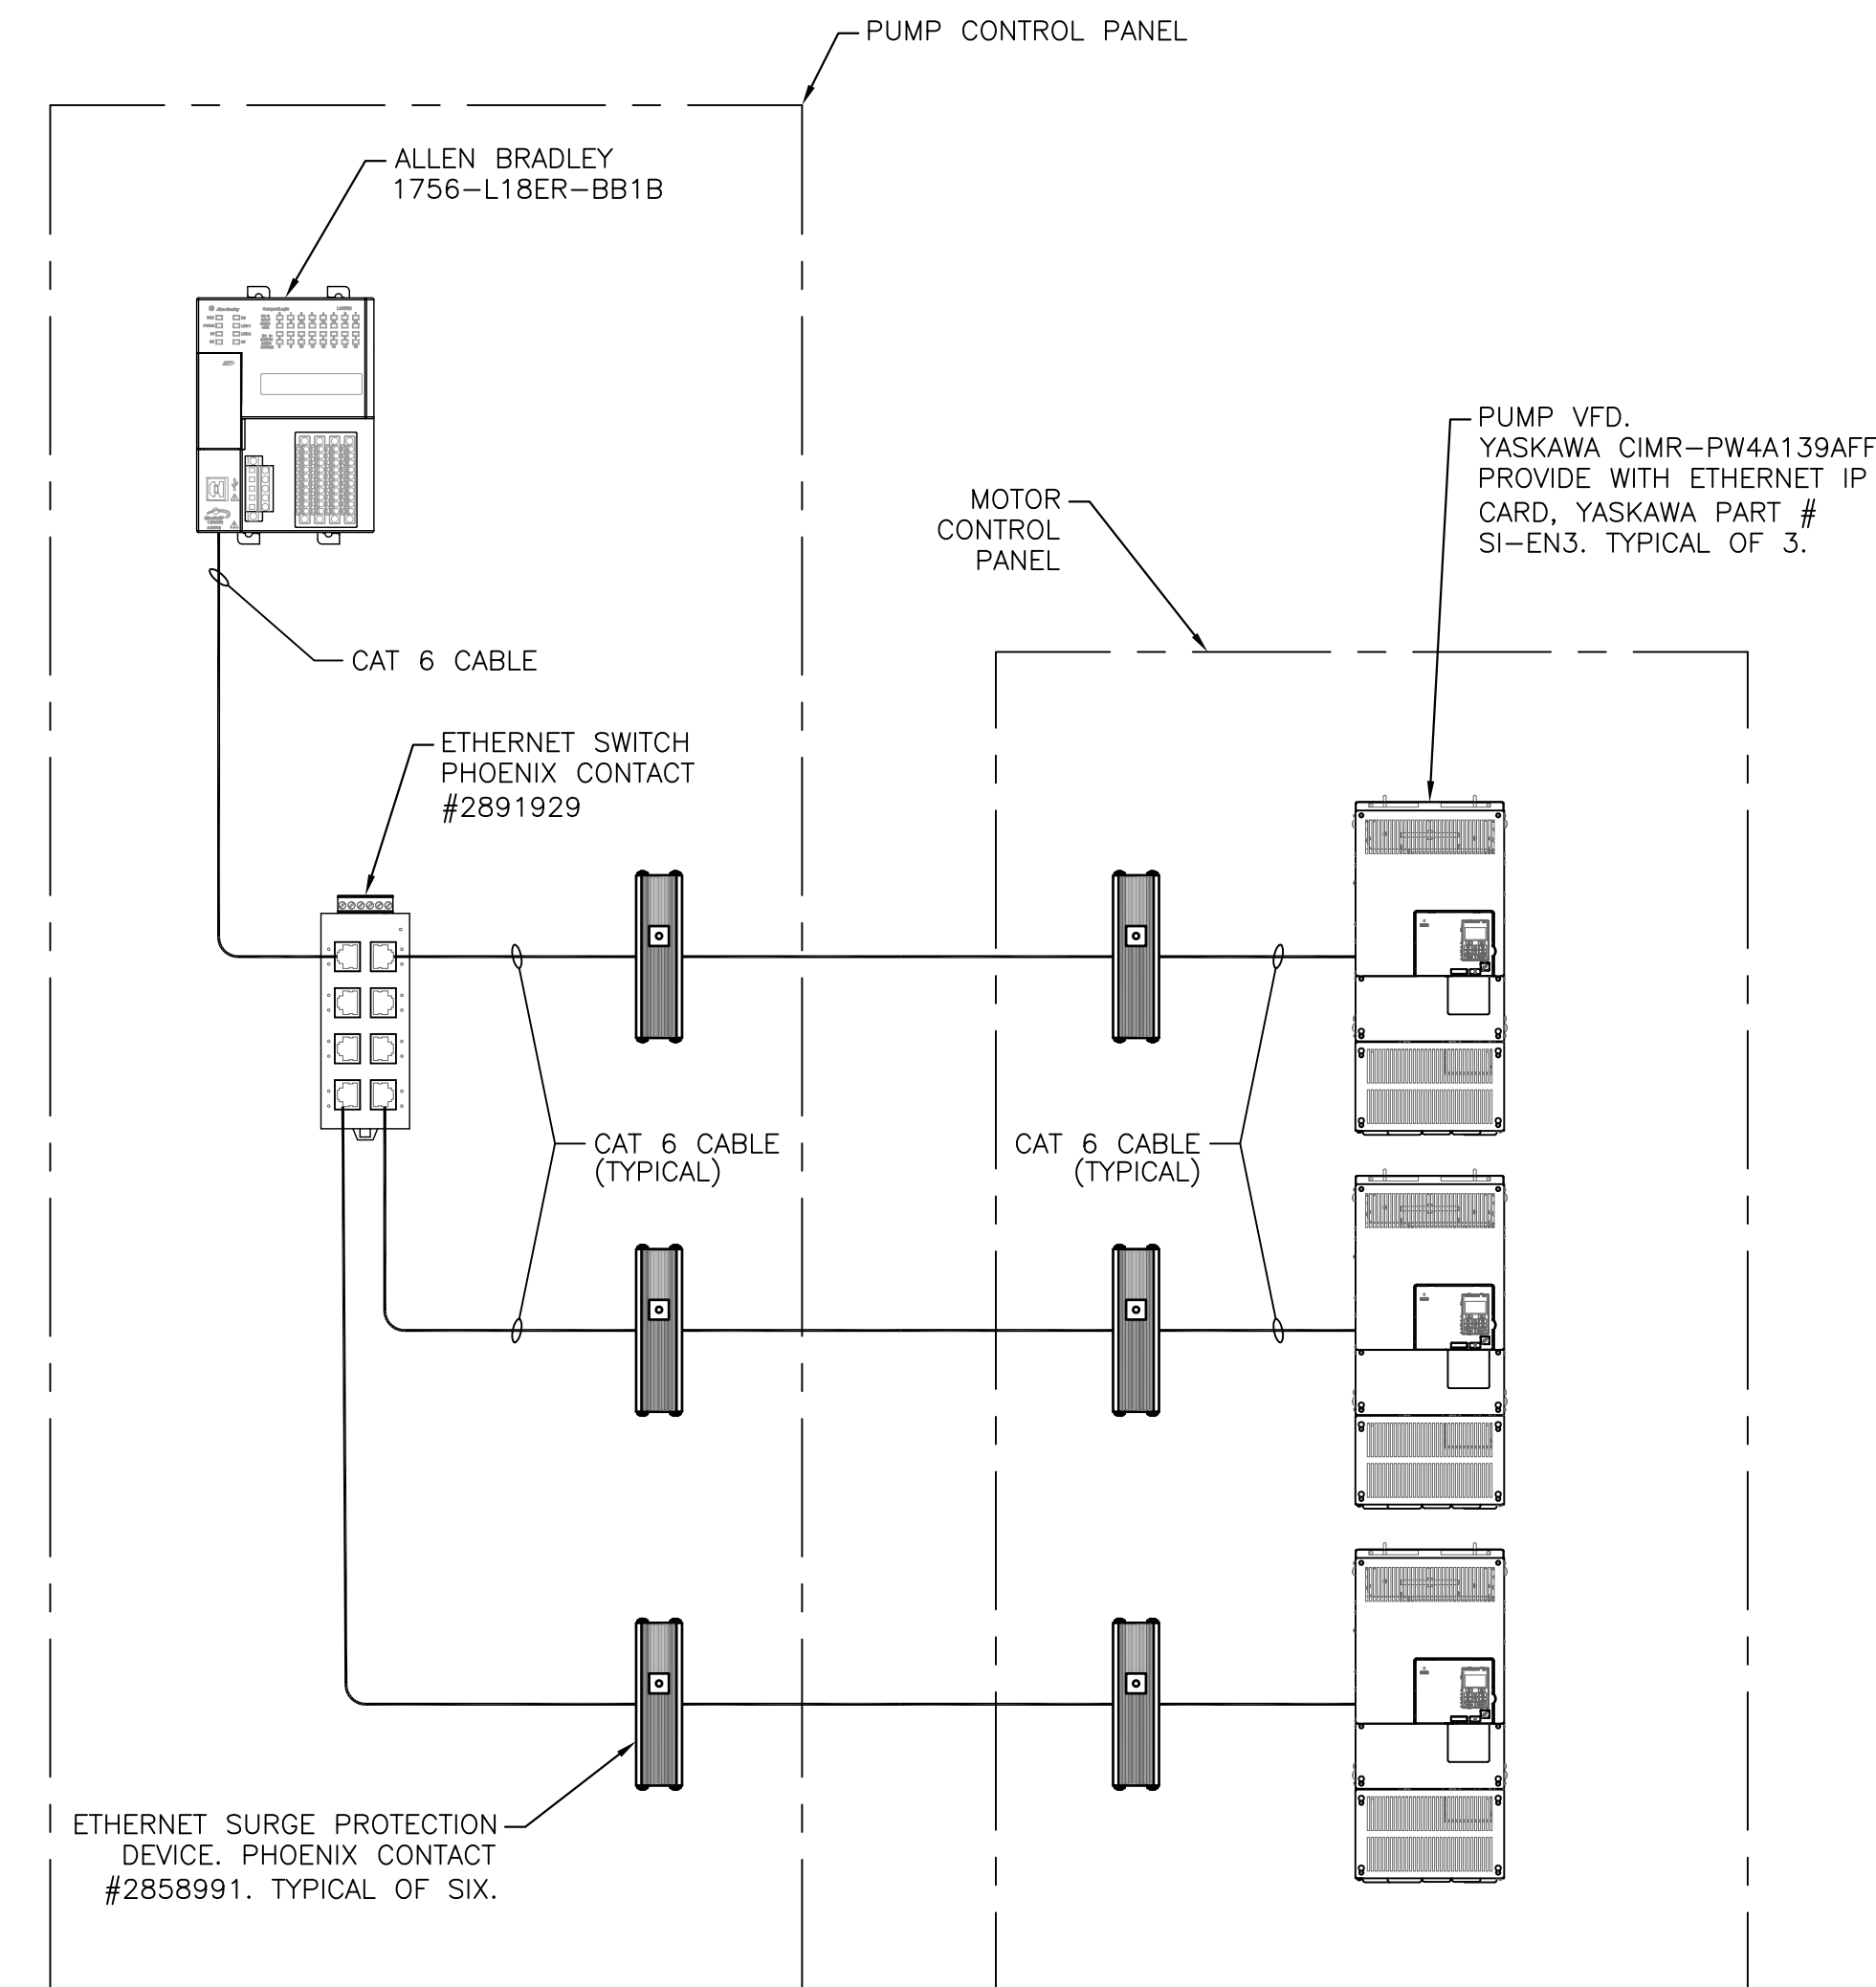 PUMP CONTROL PANEL
ALLEN BRADLEY
1756-L18ER-BB1B
PUMP VFD.
YASKAWA CIMR-PW4A139AFF
PROVIDE WITH ETHERNET IP
CARD, YASKAWA PART #
SI-EN3. TYPICAL OF 3.
MOTOR
CONTROL
PANEL
CAT 6 CABLE
ETHERNET SWITCH
PHOENIX CONTACT
#2891929
CAT 6 CABLE
(TYPICAL)
CAT 6 CABLE
(TYPICAL)
ETHERNET SURGE PROTECTION
DEVICE. PHOENIX CONTACT
#2858991. TYPICAL OF SIX.